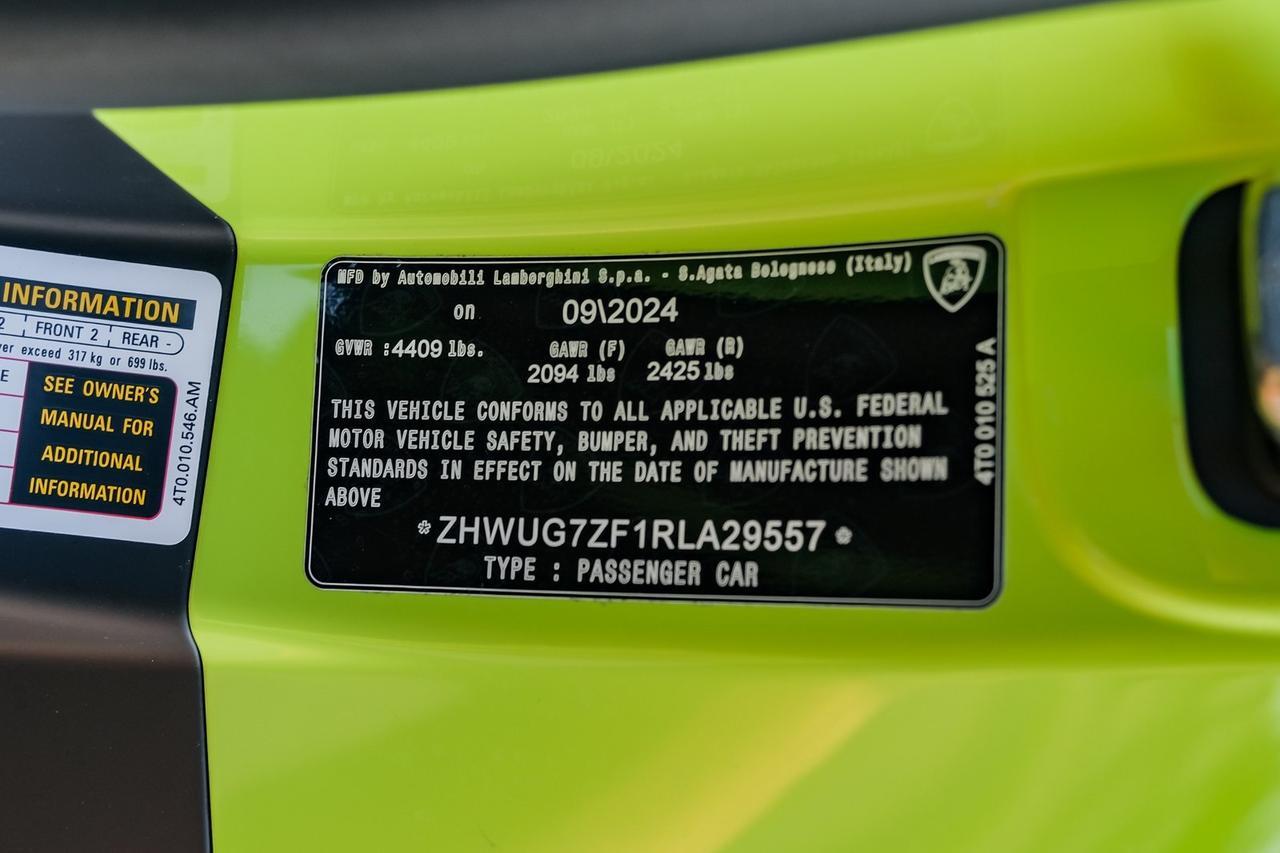 INFORMATION
2 FRONT 2 REAR -
ver exceed 317 kg or 699 lbs.
E
SEE OWNER'S
MANUAL FOR
ADDITIONAL
INFORMATION
4T0.010.546.AM
MFD by Automobili Lamborghini S.p.a. - S.Agata Bolognese (Italy)
on 09\2024
GVWR :4409 lbs. GAWR (F) GAWR (R)
2094 lbs 2425 lbs
THIS VEHICLE CONFORMS TO ALL APPLICABLE U.S. FEDERAL
MOTOR VEHICLE SAFETY, BUMPER, AND THEFT PREVENTION
STANDARDS IN EFFECT ON THE DATE OF MANUFACTURE SHOWN
ABOVE
*ZHWUG7ZF1RLA29557*
TYPE : PASSENGER CAR
4T0 010 525 A